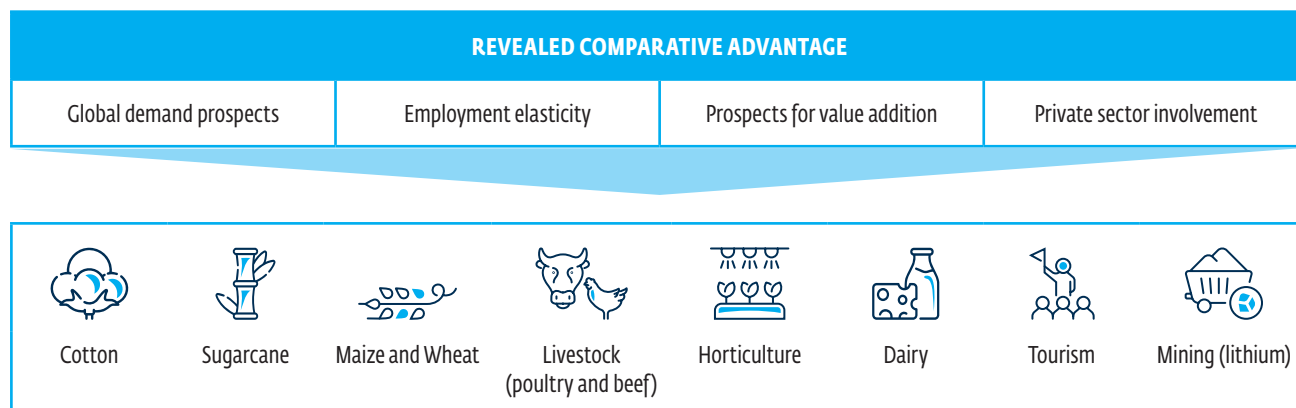 REVEALED COMPARATIVE ADVANTAGE
Global demand prospects
Employment elasticity
Prospects for value addition
Private sector involvement
Cotton
Sugarcane
Maize and Wheat
Livestock
(poultry and beef)
Horticulture
Dairy
Tourism
Mining (lithium)